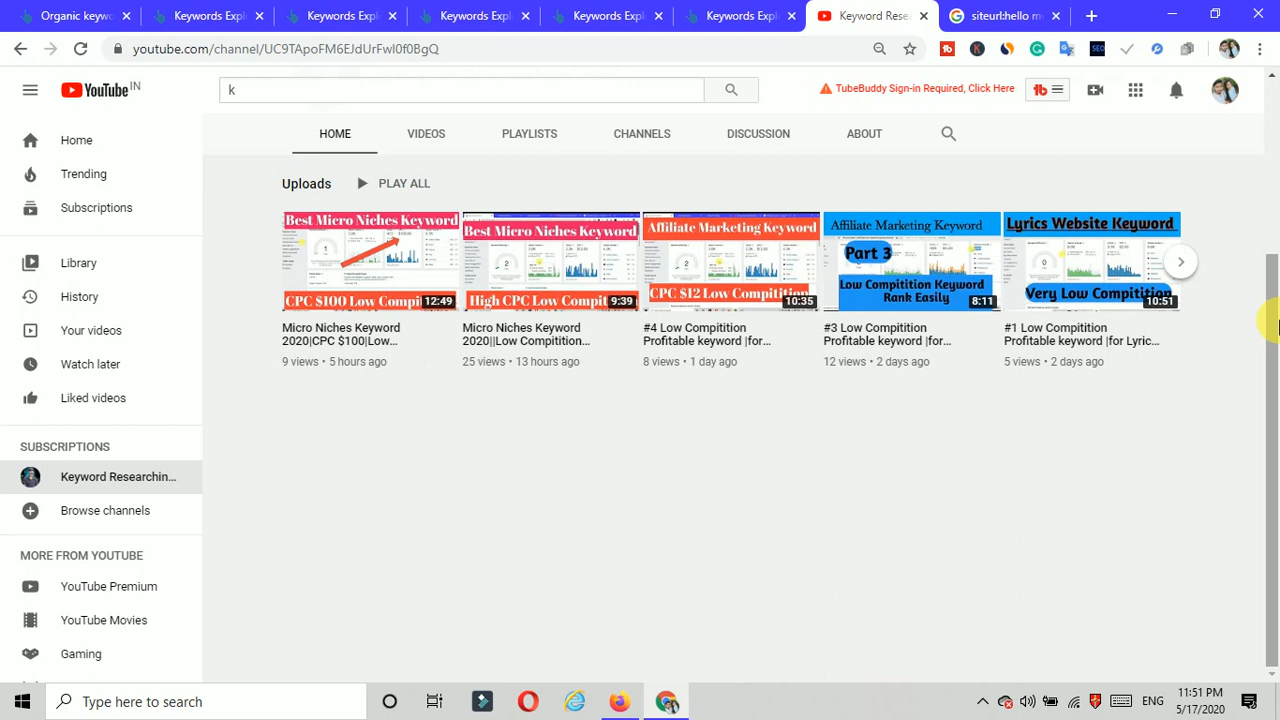 Organic keyw
Keywords Expl
Keywords Expl
Keywords Expl
Keywords Expl
Keywords Expl
Keyword Rese
siteurl:hello m
youtube.com/channel/UC9TApoFM6EJdUrFwl0f0BgQ
YouTube IN
k
TubeBuddy Sign-in Required, Click Here
HOME
VIDEOS
PLAYLISTS
CHANNELS
DISCUSSION
ABOUT
Home
Trending
Subscriptions
Library
History
Your videos
Watch later
Liked videos
SUBSCRIPTIONS
Keyword Researchin...
Browse channels
MORE FROM YOUTUBE
YouTube Premium
YouTube Movies
Gaming
Uploads
PLAY ALL
Best Micro Niches Keyword
CPC $100 Low Compi
12:49
Micro Niches Keyword
2020|CPC $100|Low...
9 views • 5 hours ago
Best Micro Niches Keyword
High CPC Low Compitit
9:39
Micro Niches Keyword
2020||Low Compitition...
25 views • 13 hours ago
Affiliate Marketing Keyword
CPC $12 Low Compitition
10:35
#4 Low Compitition
Profitable keyword |for...
8 views • 1 day ago
Affiliate Marketing Keyword
Part 3
Low Compitition Keyword
Rank Easily
8:11
#3 Low Compitition
Profitable keyword |for...
12 views • 2 days ago
Lyrics Website Keyword
Very Low Compitition
10:51
#1 Low Compitition
Profitable keyword |for Lyric...
5 views • 2 days ago
Type here to search
ENG
11:51 PM
5/17/2020